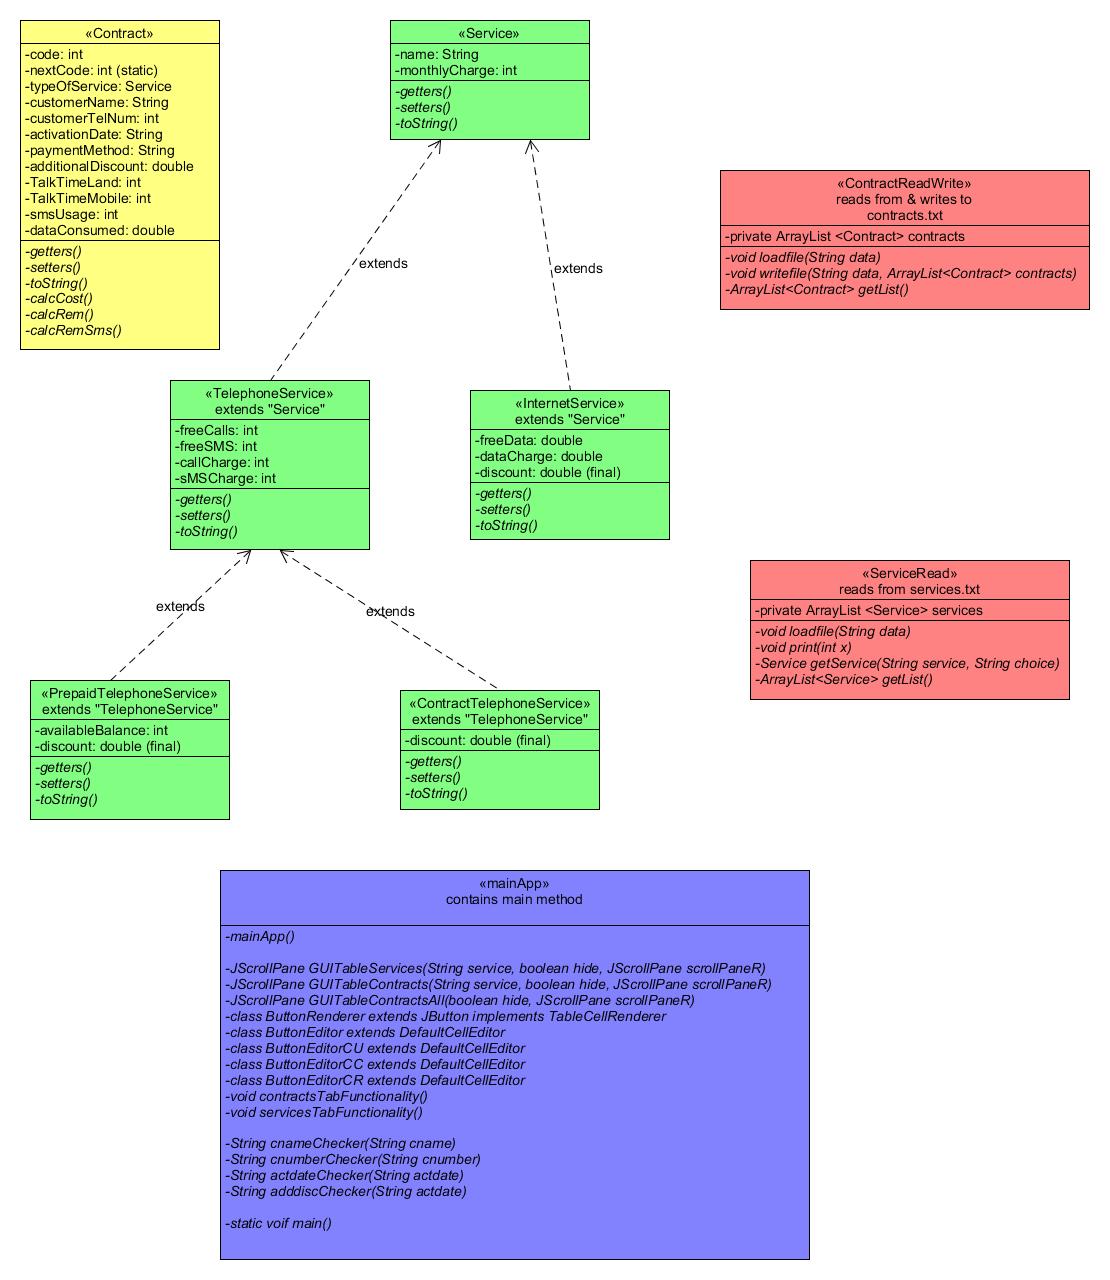 «Contract»
-code: int
-nextCode: int (static)
-typeOfService: Service
-customerName: String
-customerTelNum: int
-activationDate: String
-paymentMethod: String
-additionalDiscount: double
-TalkTimeLand: int
-TalkTimeMobile: int
-smsUsage: int
-dataConsumed: double
-getters()
-setters()
-toString()
-calcCost()
-calcRem()
-calcRemSms()
«Service»
-name: String
-monthlyCharge: int
-getters()
-setters()
-toString()
«ContractReadWrite»
reads from & writes to
contracts.txt
-private ArrayList <Contract> contracts
-void loadfile(String data)
-void writefile(String data, ArrayList<Contract> contracts)
-ArrayList<Contract> getList()
extends
extends
«TelephoneService»
extends "Service"
-freeCalls: int
-freeSMS: int
-callCharge: int
-sMSCharge: int
-getters()
-setters()
-toString()
«InternetService»
extends "Service"
-freeData: double
-dataCharge: double
-discount: double (final)
-getters()
-setters()
-toString()
«ServiceRead»
reads from services.txt
-private ArrayList <Service> services
-void loadfile(String data)
-void print(int x)
-Service getService(String service, String choice)
-ArrayList<Service> getList()
extends
extends
«PrepaidTelephoneService»
extends "TelephoneService"
-availableBalance: int
-discount: double (final)
-getters()
-setters()
-toString()
«ContractTelephoneService»
extends "TelephoneService"
-discount: double (final)
-getters()
-setters()
-toString()
«mainApp»
contains main method
-mainApp()
-JScrollPane GUITableServices(String service, boolean hide, JScrollPane scrollPaneR)
-JScrollPane GUITableContracts(String service, boolean hide, JScrollPane scrollPaneR)
-JScrollPane GUITableContractsAll(boolean hide, JScrollPane scrollPaneR)
-class ButtonRenderer extends JButton implements TableCellRenderer
-class ButtonEditor extends DefaultCellEditor
-class ButtonEditorCU extends DefaultCellEditor
-class ButtonEditorCC extends DefaultCellEditor
-class ButtonEditorCR extends DefaultCellEditor
-void contractsTabFunctionality()
-void servicesTabFunctionality()
-String cnameChecker(String cname)
-String cnumberChecker(String cnumber)
-String actdateChecker(String actdate)
-String adddiscChecker(String actdate)
-static voif main()